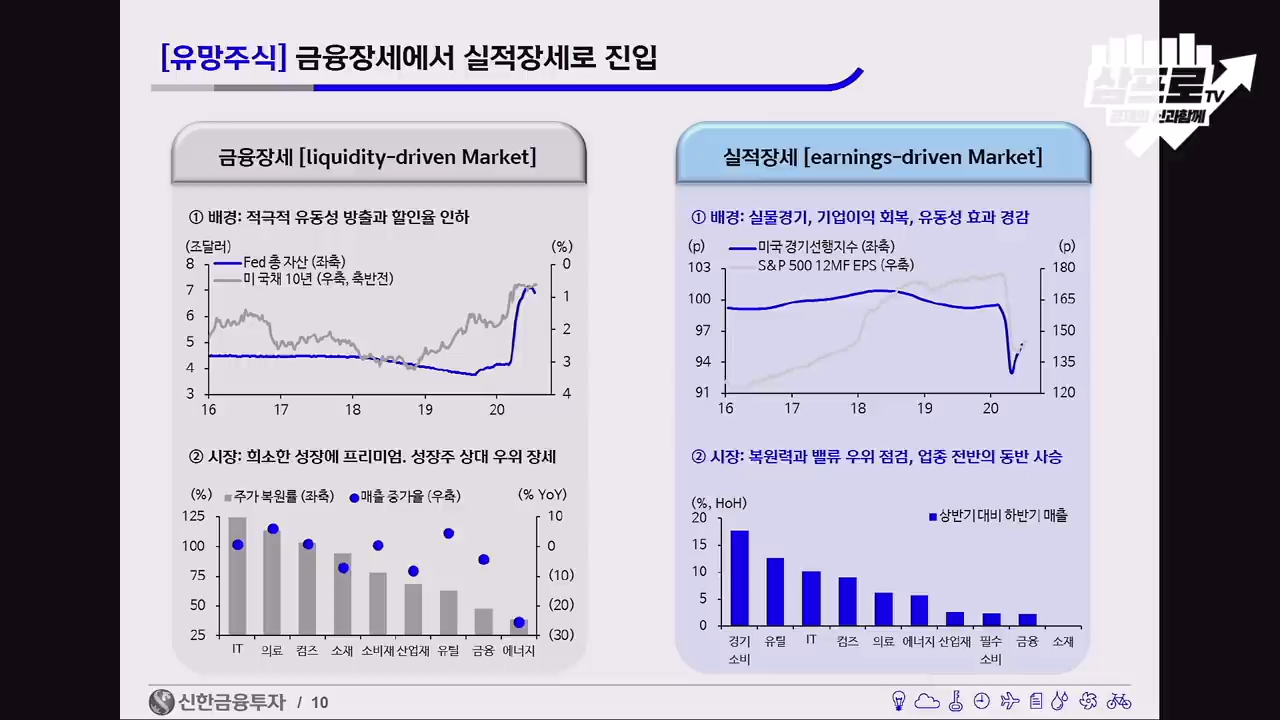 [유망주식] 금융장세에서 실적장세로 진입
삼프로TV
경제의 신과함께
금융장세 [liquidity-driven Market]
① 배경: 적극적 유동성 방출과 할인율 인하
(조달러)
(%)
Fed 총 자산 (좌축)
미 국채 10년 (우축, 축반전)
8
7
6
5
4
3
0
1
2
3
4
16 17 18 19 20
② 시장: 희소한 성장에 프리미엄. 성장주 상대 우위 장세
(%)
주가 복원률 (좌축)
매출 증가율 (우축)
(% YoY)
125
100
75
50
25
10
0
(10)
(20)
(30)
IT 의료 컴즈 소재 소비재 산업재 유틸 금융 에너지
실적장세 [earnings-driven Market]
① 배경: 실물경기, 기업이익 회복, 유동성 효과 경감
(p)
(p)
미국 경기선행지수 (좌축)
S&P 500 12MF EPS (우축)
103
100
97
94
91
180
165
150
135
120
16 17 18 19 20
② 시장: 복원력과 밸류 우위 점검, 업종 전반의 동반 상승
(%, HoH)
상반기 대비 하반기 매출
20
15
10
5
0
경기 유틸 IT 컴즈 의료 에너지 산업재 필수 금융 소재
소비 소비
신한금융투자 / 10